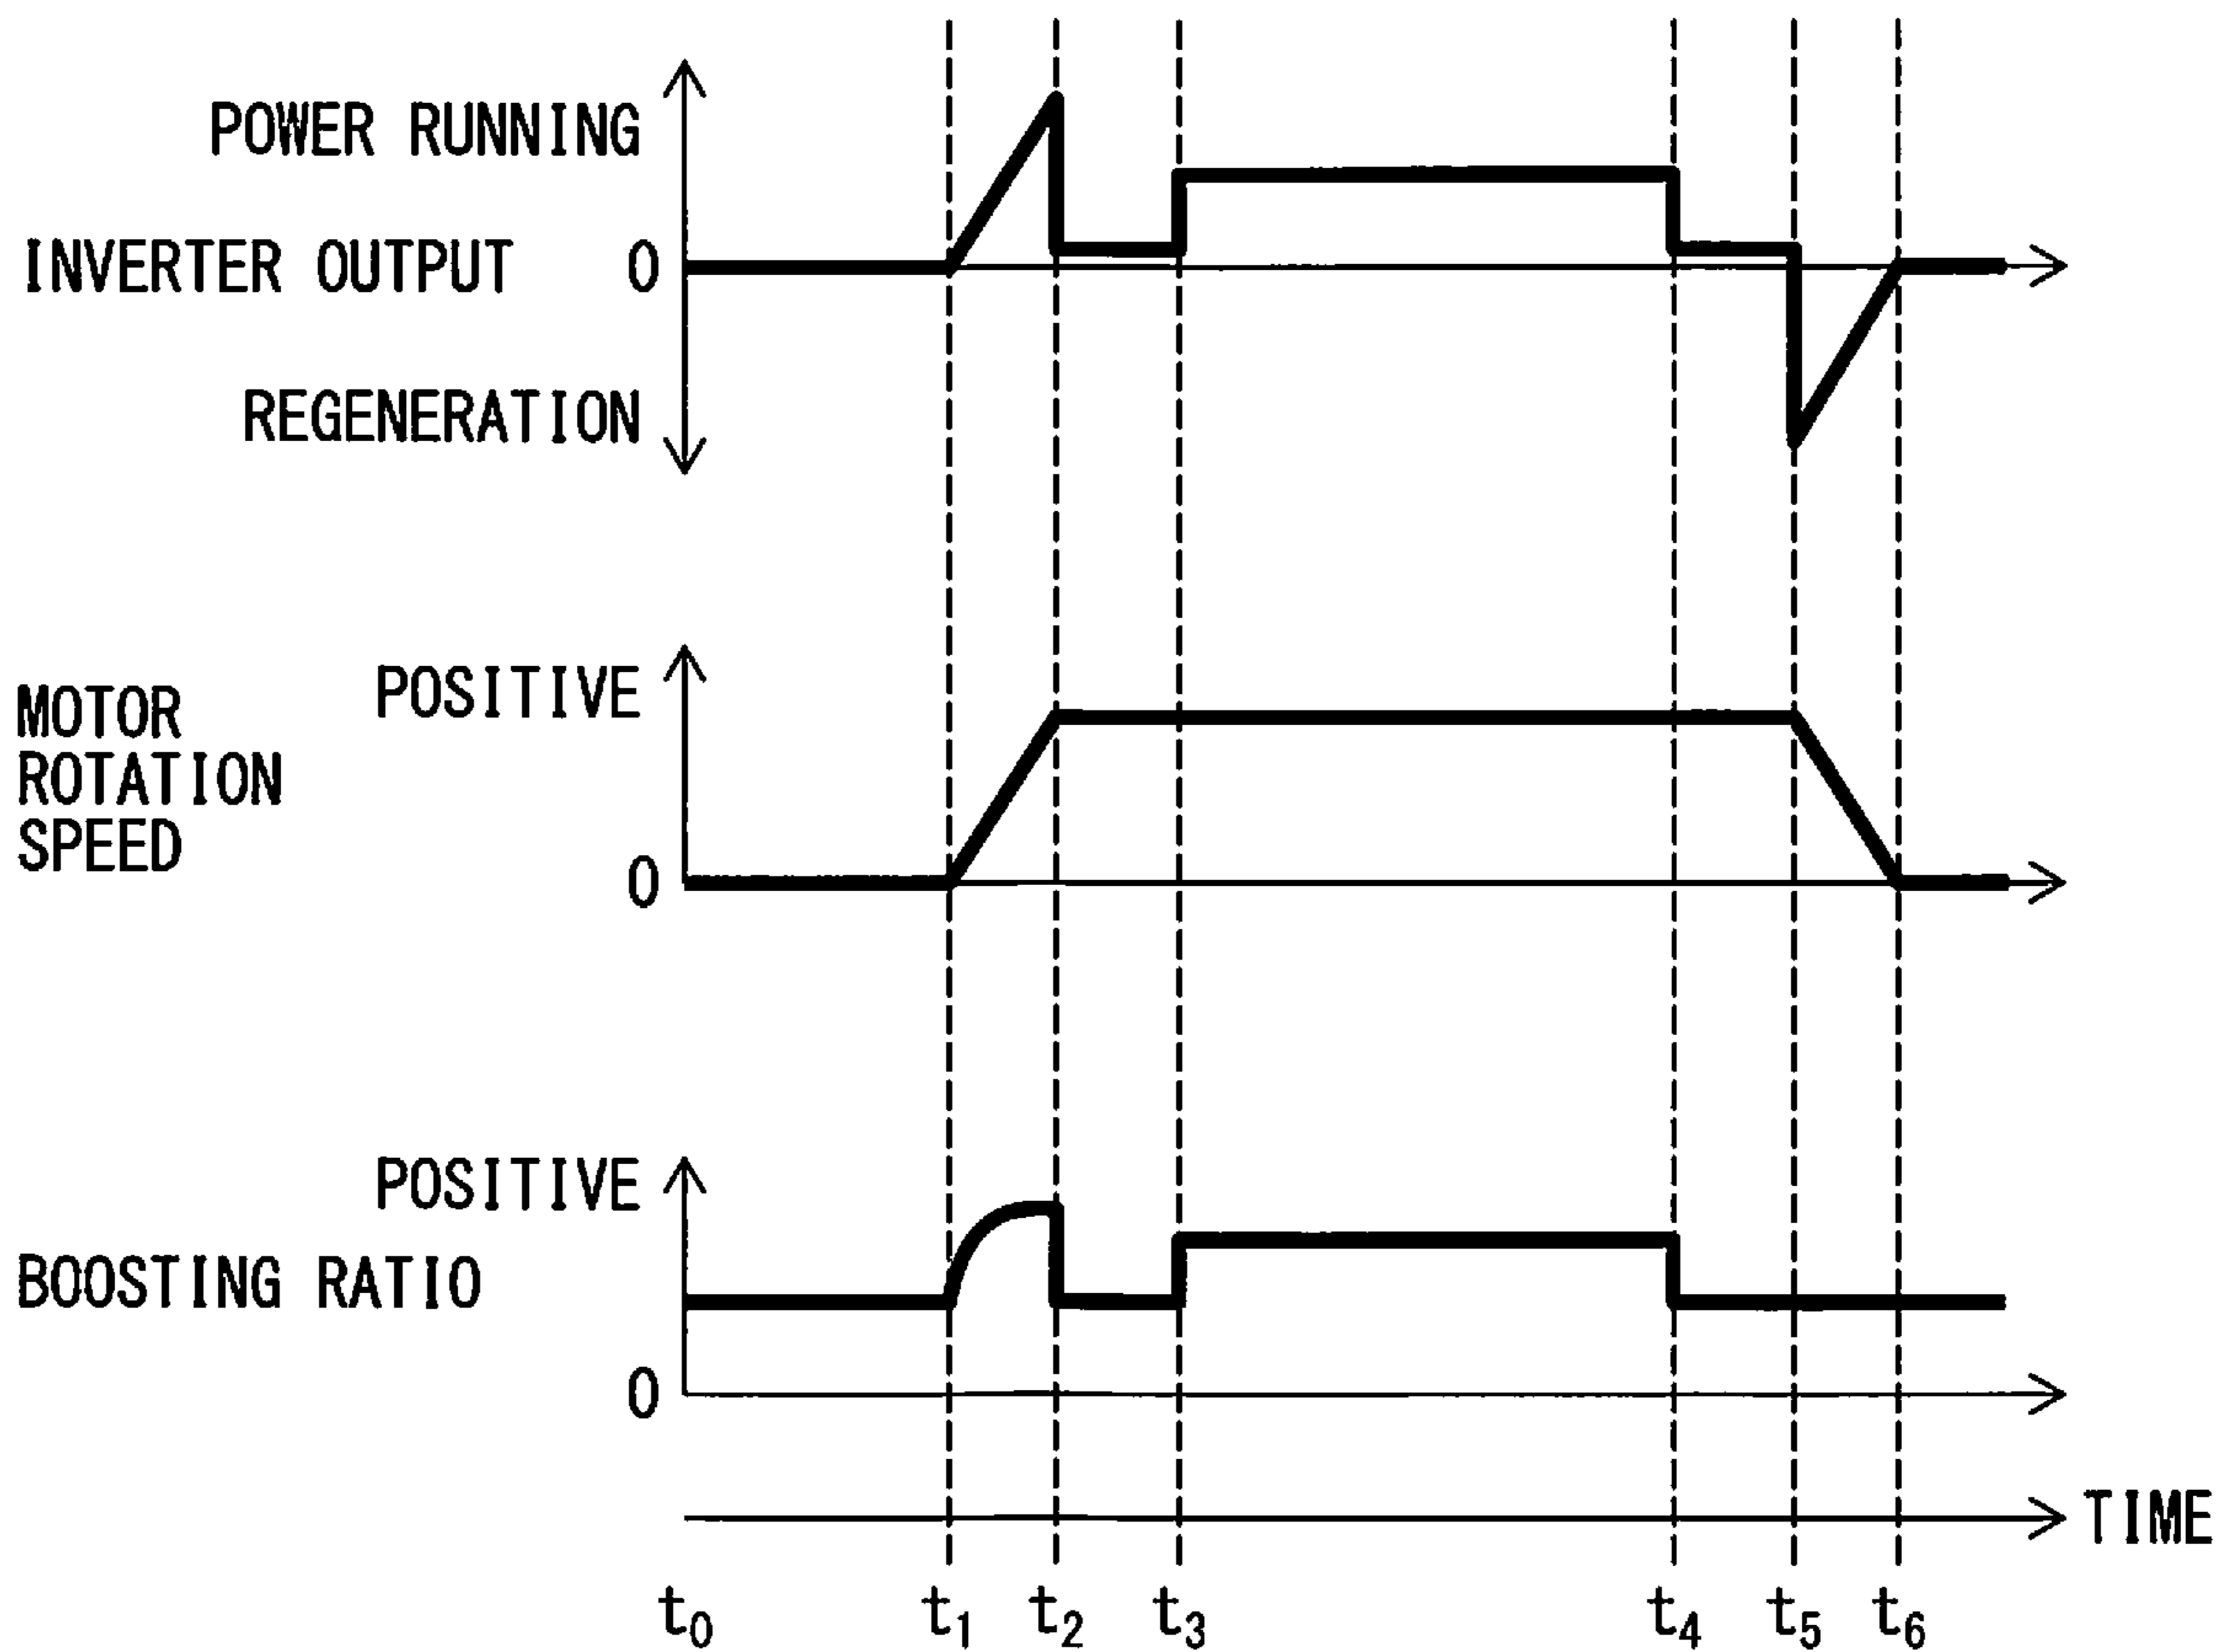 POWER RUNNING
INVERTER OUTPUT 0
REGENERATION
POSITIVE
MOTOR
ROTATION
SPEED
0
POSITIVE
BOOSTING RATIO
0
TIME
t0 t1 t2 t3 t4 t5 t6